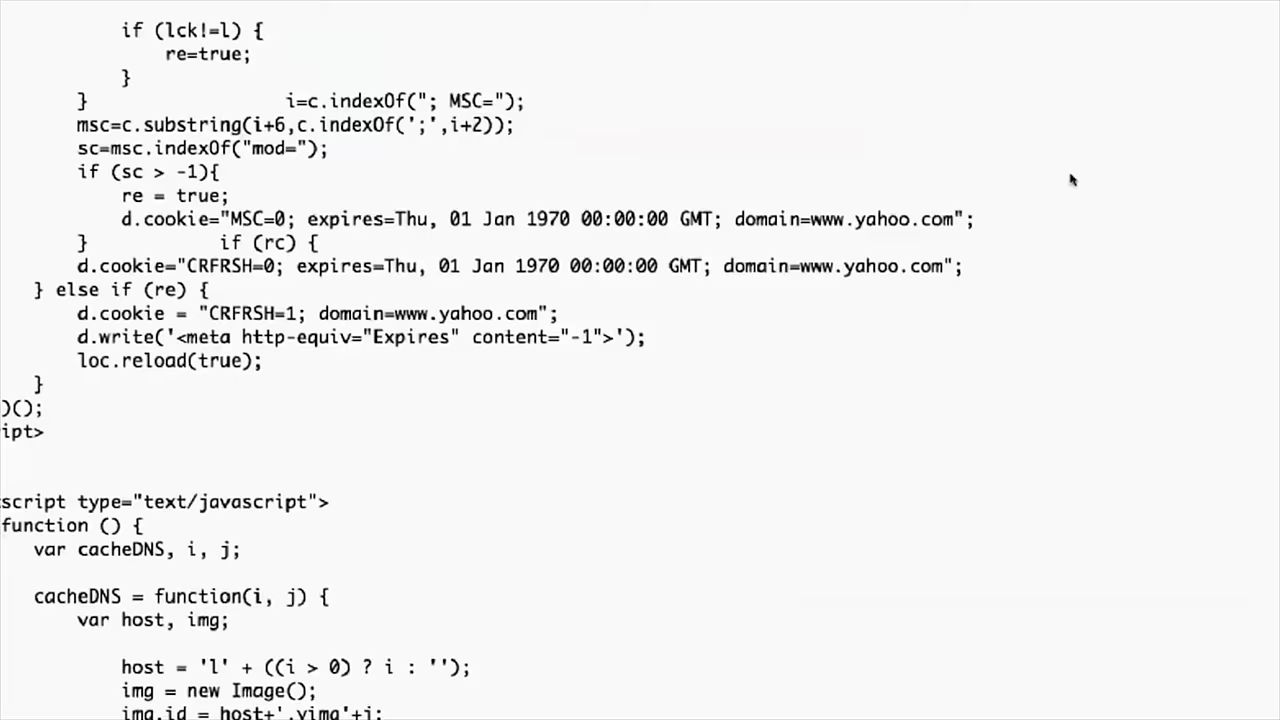 if (lck!=l) {
re=true;
}
} i=c.indexOf("; MSC=");
msc=c.substring(i+6,c.indexOf(';',i+2));
sc=msc.indexOf("mod=");
if (sc > -1){
re = true;
d.cookie="MSC=0; expires=Thu, 01 Jan 1970 00:00:00 GMT; domain=www.yahoo.com";
} if (rc) {
d.cookie="CRFRSH=0; expires=Thu, 01 Jan 1970 00:00:00 GMT; domain=www.yahoo.com";
} else if (re) {
d.cookie = "CRFRSH=1; domain=www.yahoo.com";
d.write('<meta http-equiv="Expires" content="-1">');
loc.reload(true);
}
)();
ipt>
script type="text/javascript">
function () {
var cacheDNS, i, j;
cacheDNS = function(i, j) {
var host, img;
host = 'l' + ((i > 0) ? i : '');
img = new Image();
img.id = host+'.yimg'+j;